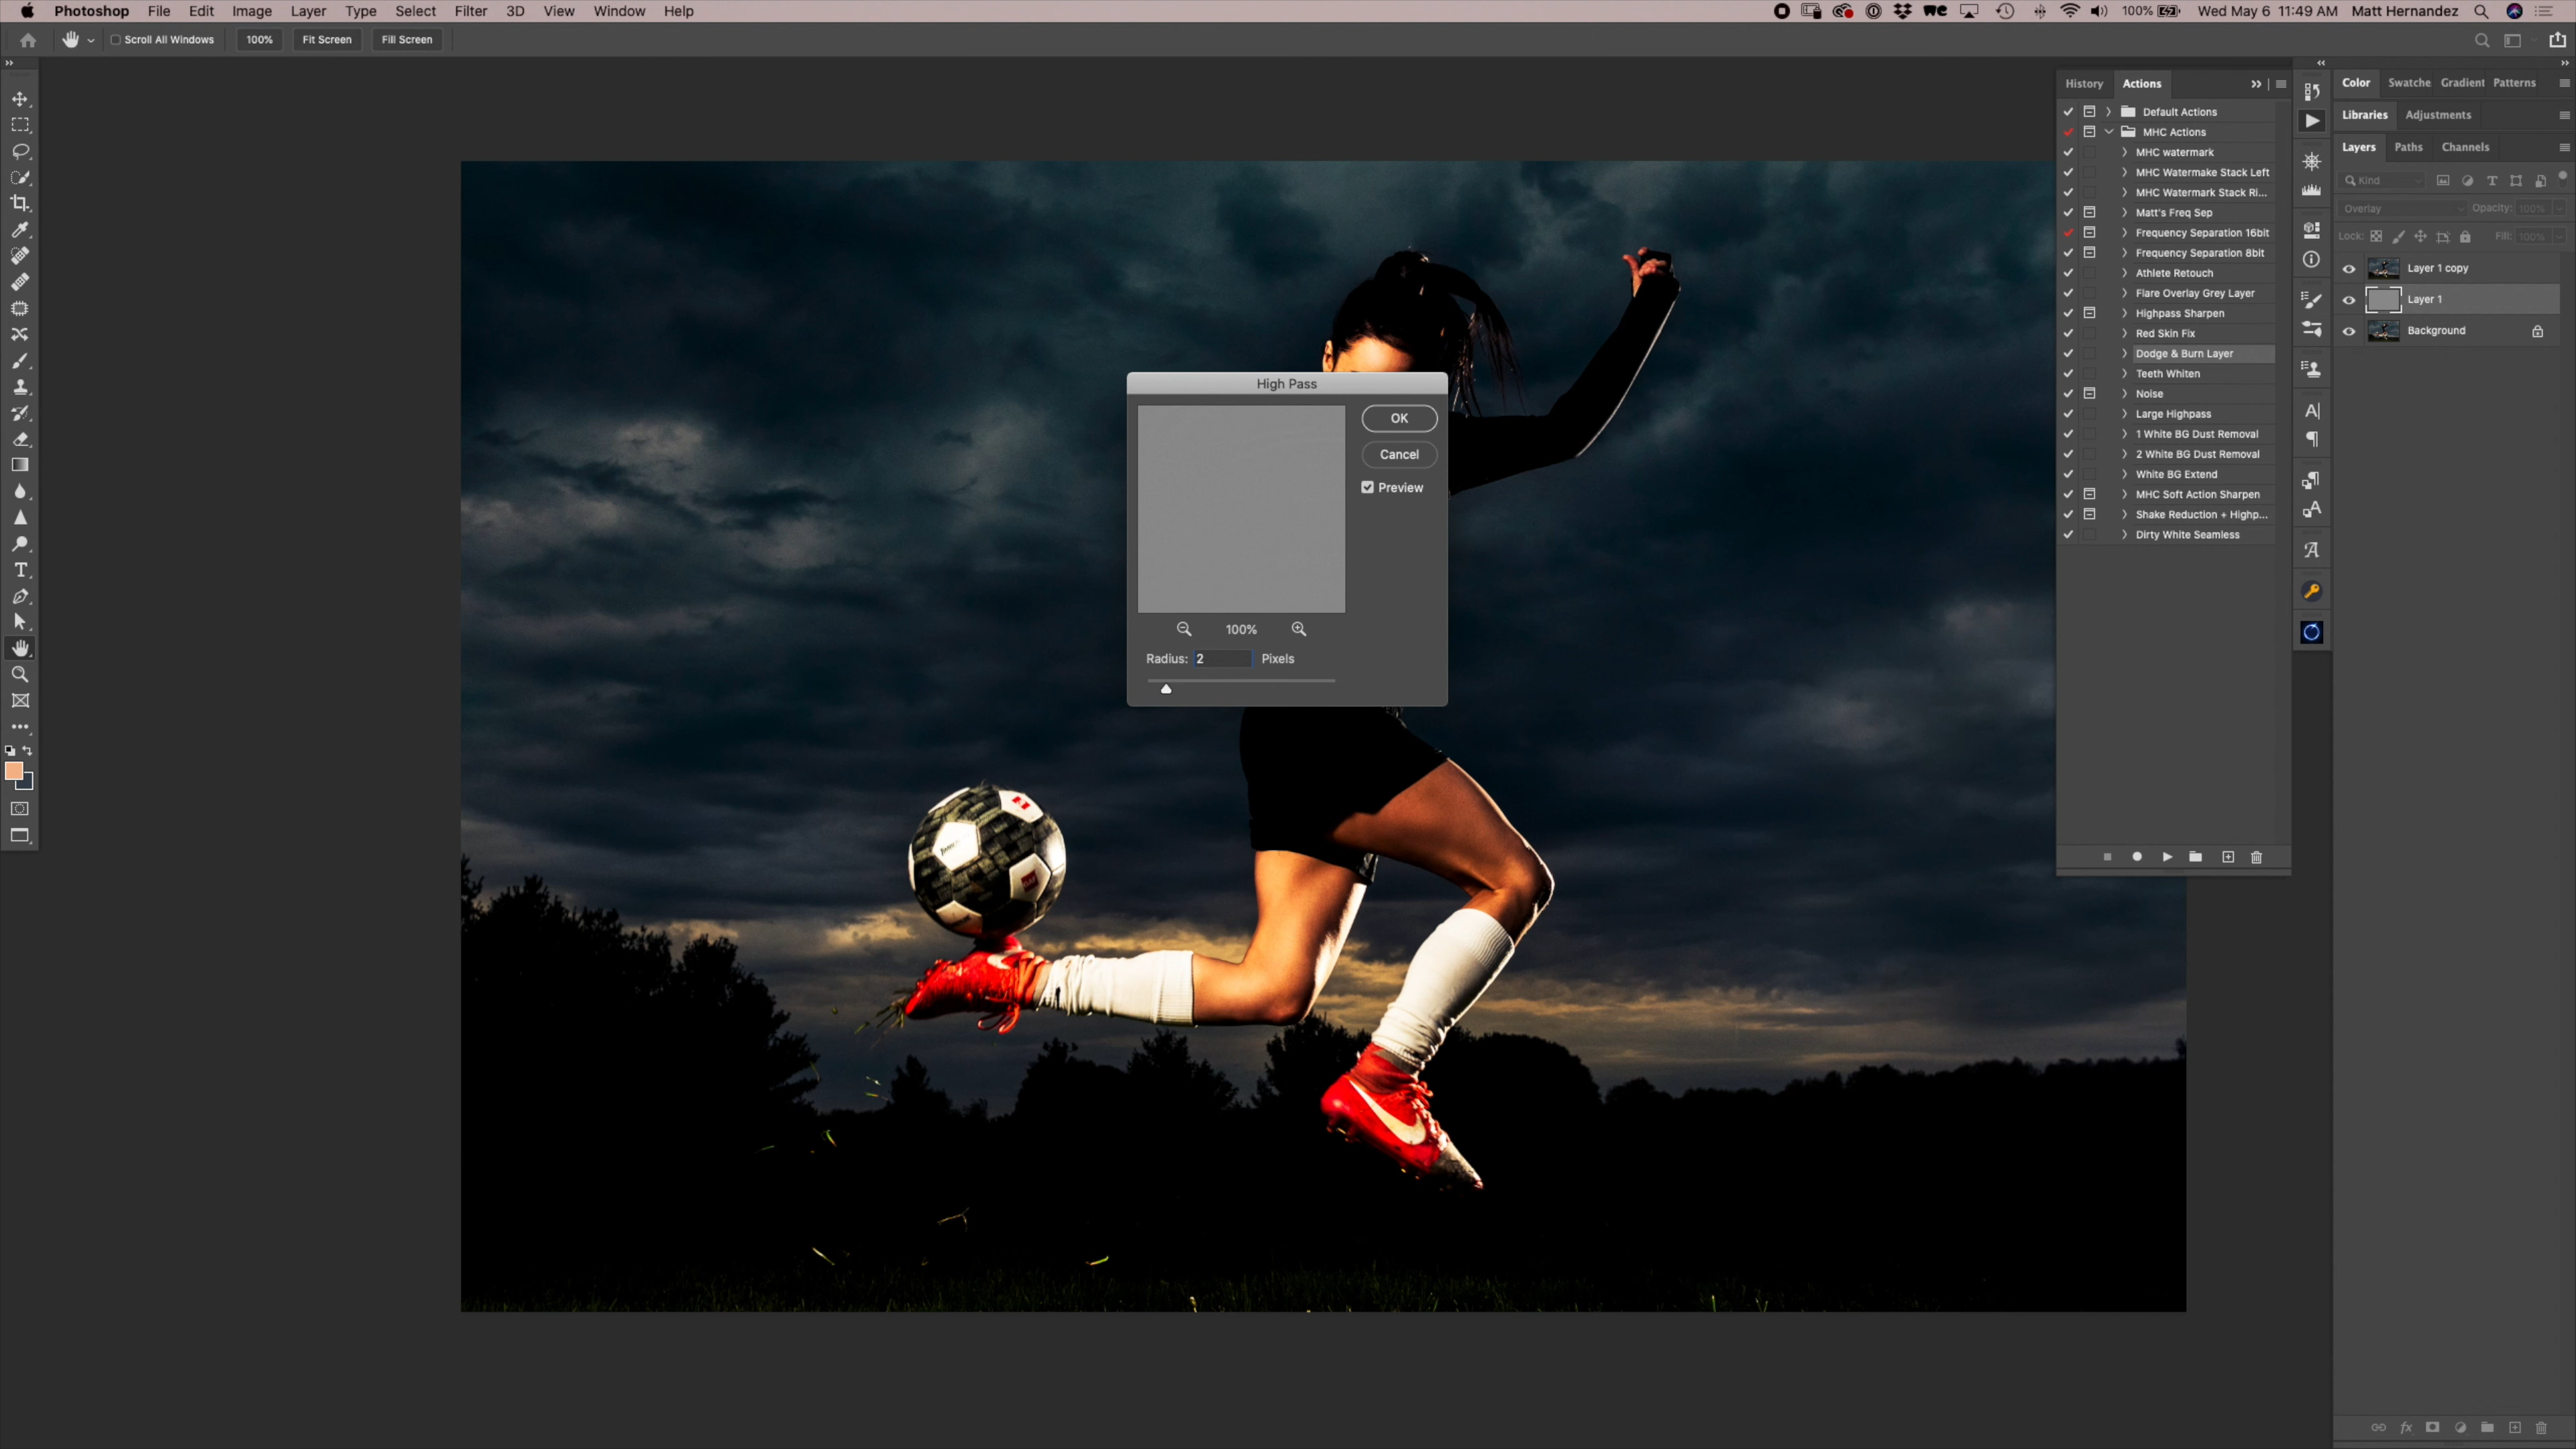 Photoshop File Edit Image Layer Type Select Filter 3D View Window Help 100% Wed May 6 11:49 AM Matt Hernandez
Scroll All Windows 100% Fit Screen Fill Screen
History Actions
Default Actions
MHC Actions
MHC watermark
MHC Watermake Stack Left
MHC Watermark Stack Ri...
Matt's Freq Sep
Frequency Separation 16bit
Frequency Separation 8bit
Athlete Retouch
Flare Overlay Grey Layer
Highpass Sharpen
Red Skin Fix
Dodge & Burn Layer
Teeth Whiten
Noise
Large Highpass
1 White BG Dust Removal
2 White BG Dust Removal
White BG Extend
MHC Soft Action Sharpen
Shake Reduction + Highp...
Dirty White Seamless
Color Swatche Gradient Patterns
Libraries Adjustments
Layers Paths Channels
Kind
Overlay Opacity: 100%
Lock: Fill: 100%
Layer 1 copy
Layer 1
Background
High Pass
OK
Cancel
Preview
100%
Radius: 2 Pixels